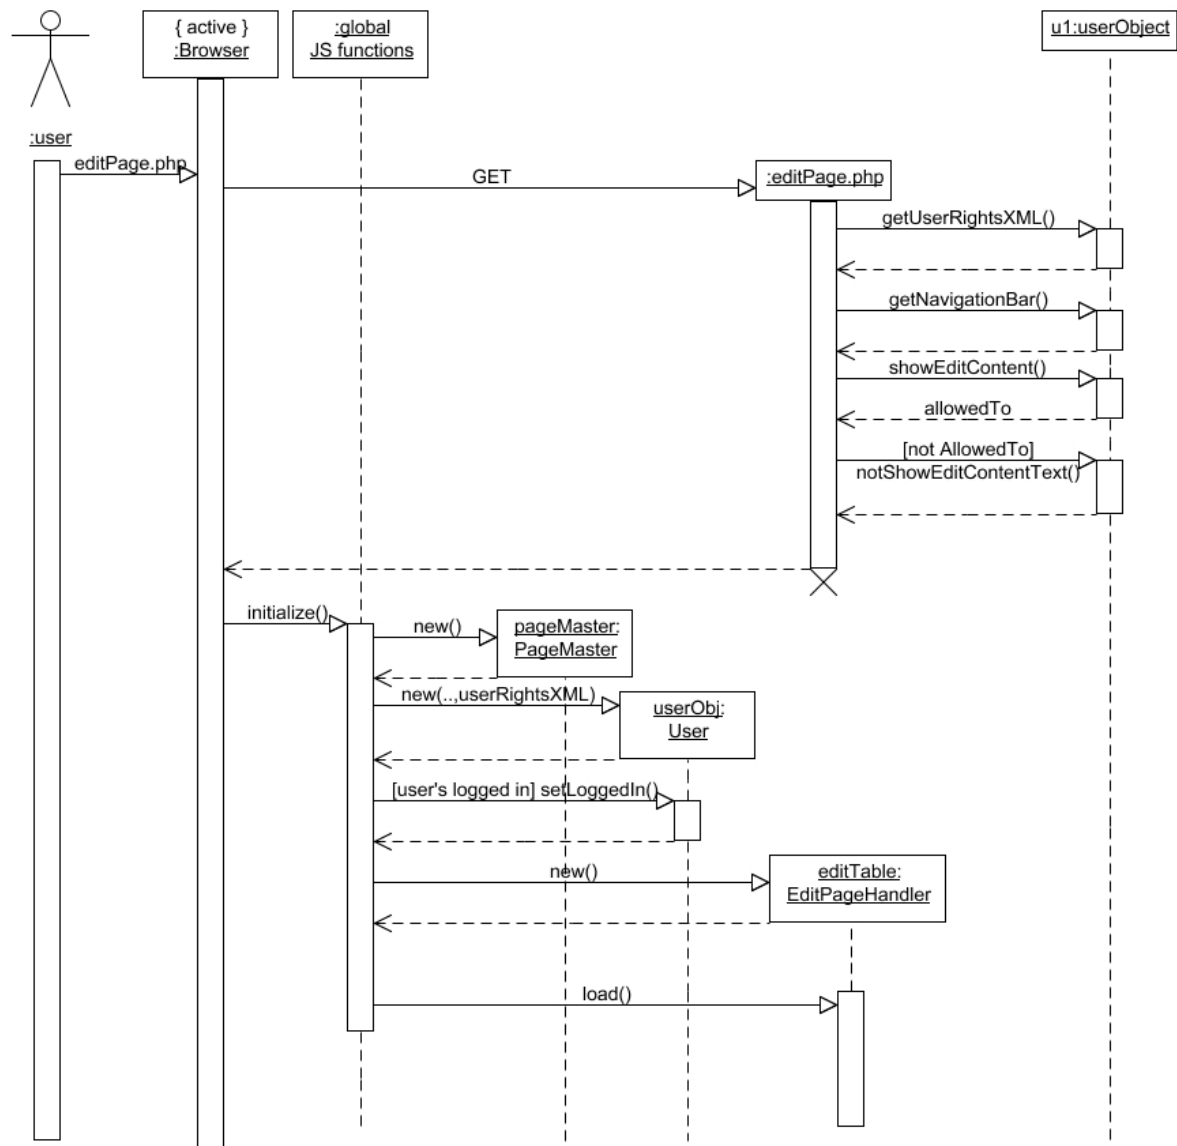 { active }
:Browser
:global
JS functions
u1:userObject
:user
editPage.php
GET
:editPage.php
getUserRightsXML()
getNavigationBar()
showEditContent()
allowedTo
[not AllowedTo]
notShowEditContentText()
initialize()
new()
pageMaster:
PageMaster
new(..,userRightsXML)
userObj:
User
[user's logged in] setLoggedIn()
new()
editTable:
EditPageHandler
load()